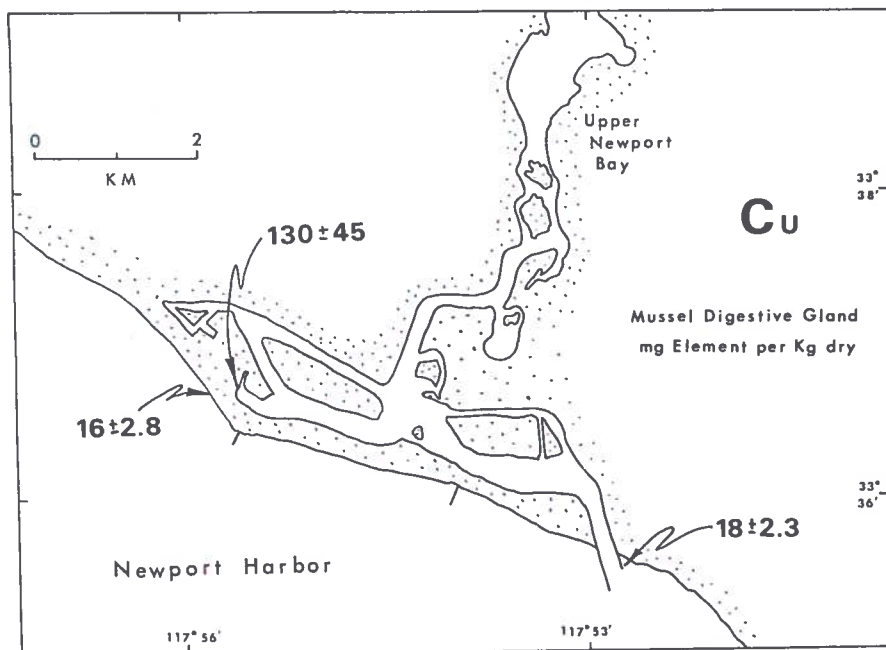 0 2
KM
Upper
Newport
Bay
33°
38'
Cu
130±45
Mussel Digestive Gland
mg Element per Kg dry
16±2.8
33°
36'
18±2.3
Newport Harbor
117° 56'
117° 53'